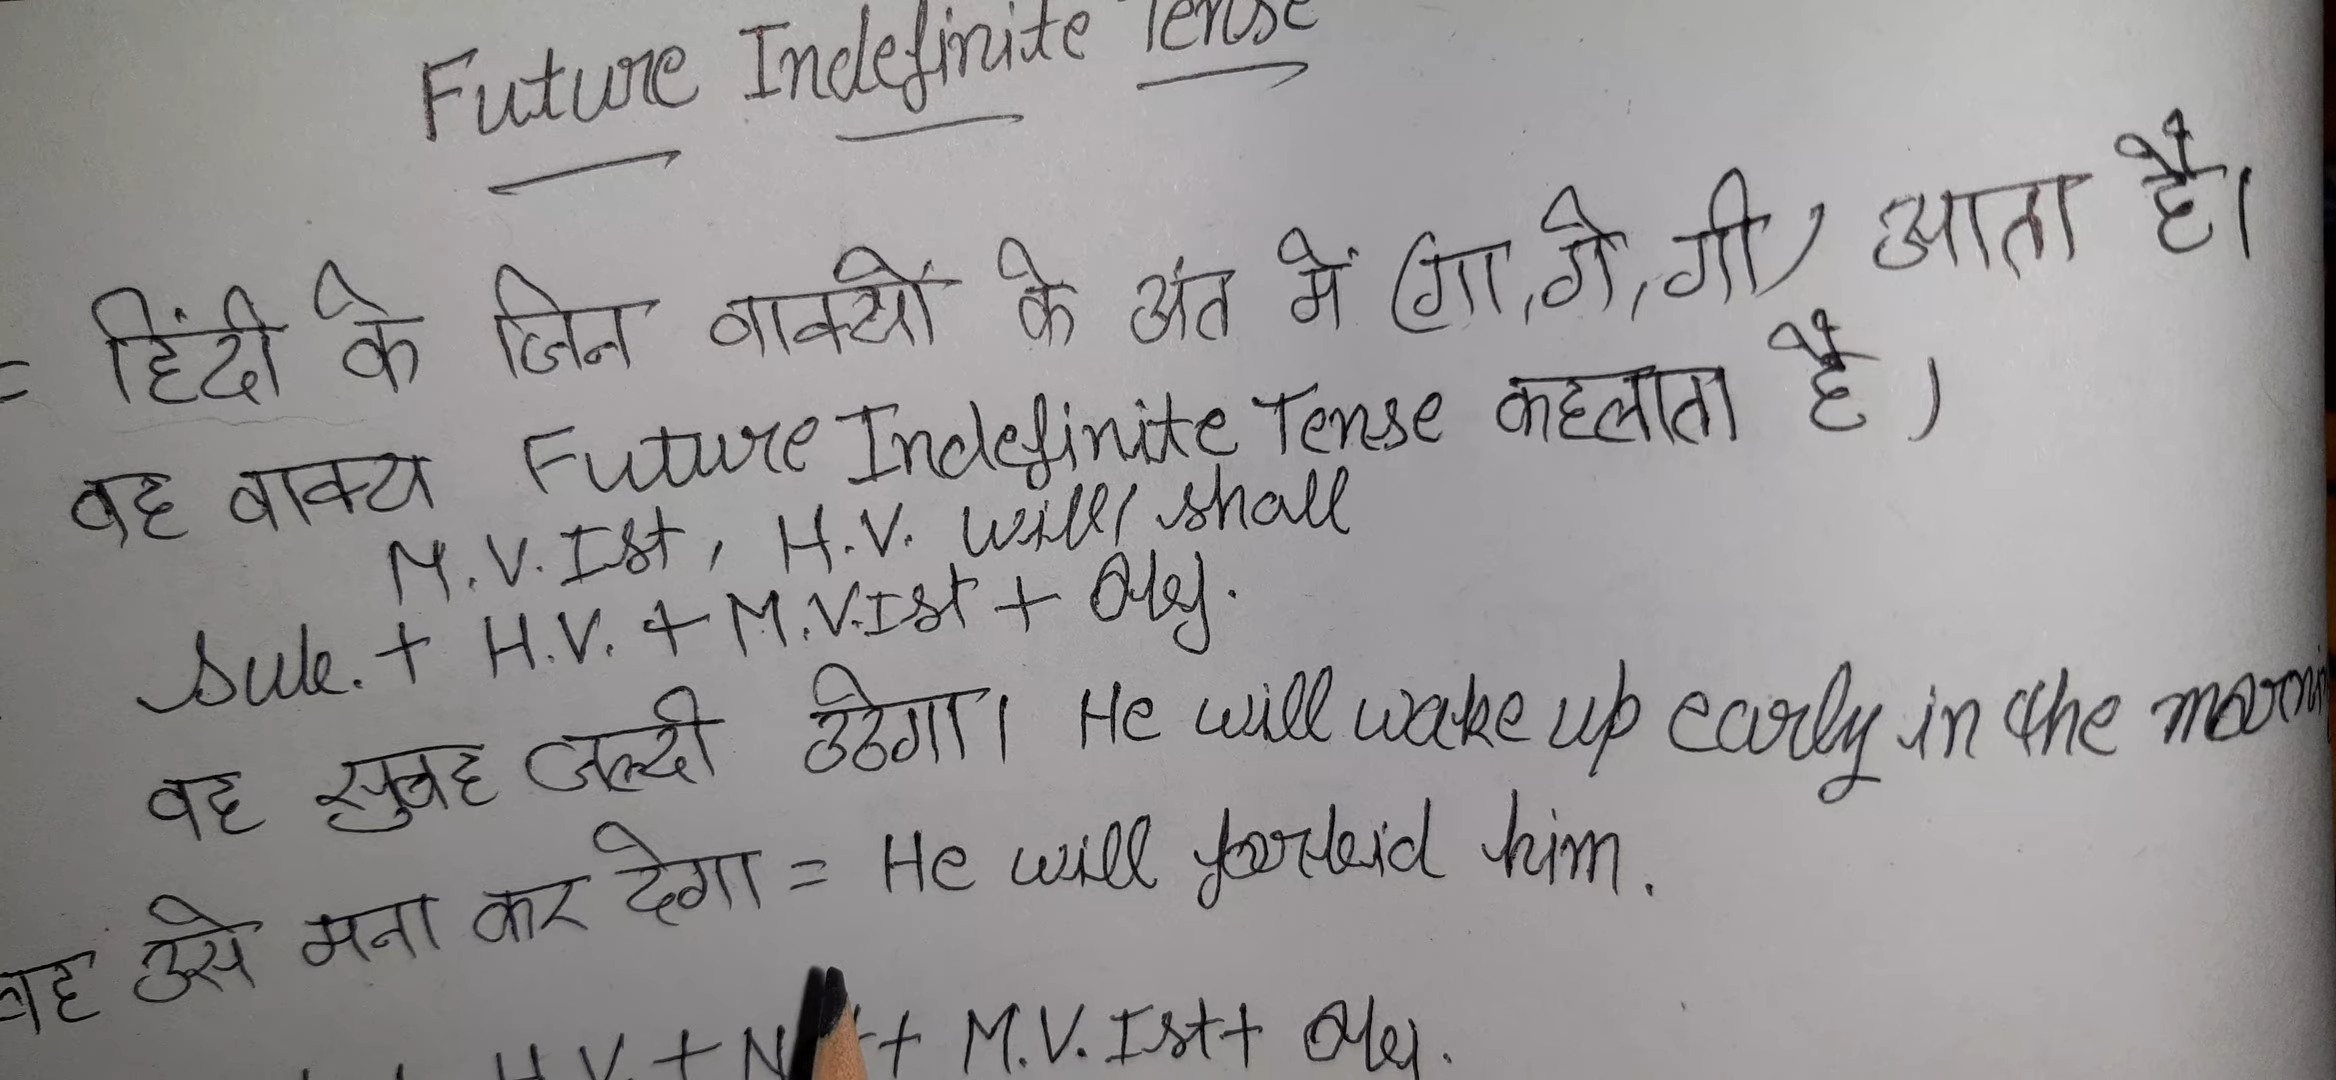 Future Indefinite Tense
= हिंदी के जिन वाक्यों के अंत में (गा, गे, गी) आता है।
वह वाक्य Future Indefinite Tense कहलाता है।
M.V. Ist, H.V. will/ shall
Sub. + H.V. + M.V. Ist + Obj.
वह सुबह जल्दी उठेगा। He will wake up early in the
वह उसे मना कर देगा = He will forbid him.
H.V. + + M.V. Ist + Obj.